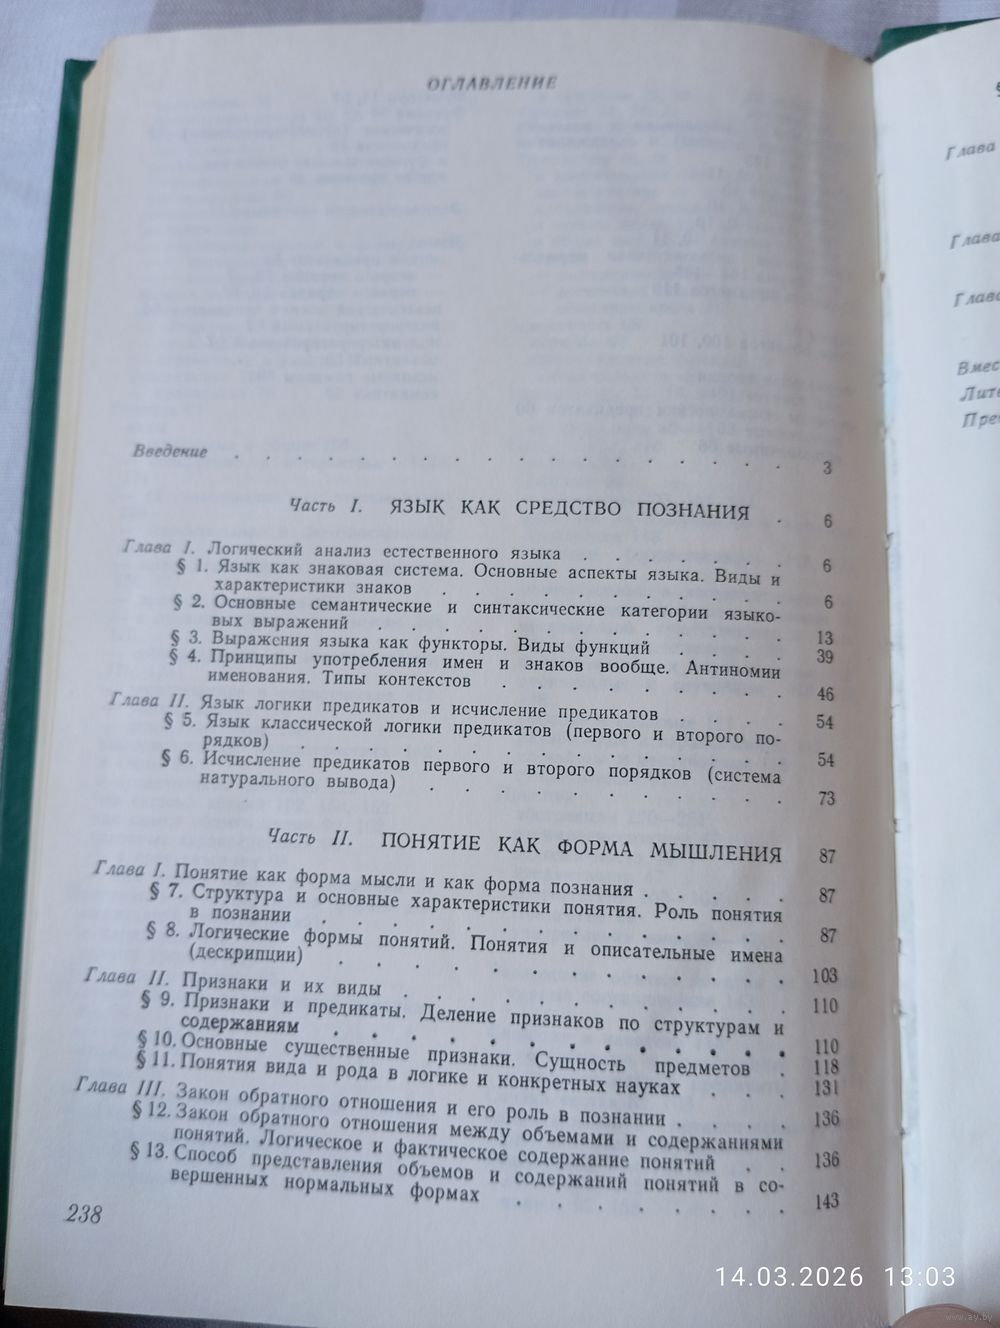 ОГЛАВЛЕНИЕ
Введение . . . . . . . . . . . . . . . . . . 3
Часть I. ЯЗЫК КАК СРЕДСТВО ПОЗНАНИЯ . 6
Глава I. Логический анализ естественного языка . . . . . . 6
§ 1. Язык как знаковая система. Основные аспекты языка. Виды и
характеристики знаков . . . . . . . . . . 6
§ 2. Основные семантические и синтаксические категории языко-
вых выражений . . . . . . . . . . 13
§ 3. Выражения языка как функторы. Виды функций . . . . 39
§ 4. Принципы употребления имен и знаков вообще. Антиномии
именования. Типы контекстов . . . . . . . . 46
Глава II. Язык логики предикатов и исчисление предикатов . . . . 54
§ 5. Язык классической логики предикатов (первого и второго по-
рядков) . . . . . . . . . . . . 54
§ 6. Исчисление предикатов первого и второго порядков (система
натурального вывода) . . . . . . . . . 73
Часть II. ПОНЯТИЕ КАК ФОРМА МЫШЛЕНИЯ 87
Глава I. Понятие как форма мысли и как форма познания . . . . . 87
§ 7. Структура и основные характеристики понятия. Роль понятия
в познании . . . . . . . . . . . . 87
§ 8. Логические формы понятий. Понятия и описательные имена
(дескрипции) . . . . . . . . . . . 103
Глава II. Признаки и их виды . . . . . . . . . . . 110
§ 9. Признаки и предикаты. Деление признаков по структурам и
содержаниям . . . . . . . . . . . 110
§ 10. Основные существенные признаки. Сущность предметов . 118
§ 11. Понятия вида и рода в логике и конкретных науках . . . 131
Глава III. Закон обратного отношения и его роль в познании . . . . 136
§ 12. Закон обратного отношения между объемами и содержаниями
понятий. Логическое и фактическое содержание понятий . . 136
§ 13. Способ представления объемов и содержаний понятий в со-
вершенных нормальных формах . . . . . . . . 143
238
Глава
Глава
14.03.2026 13:03
www.ay.by